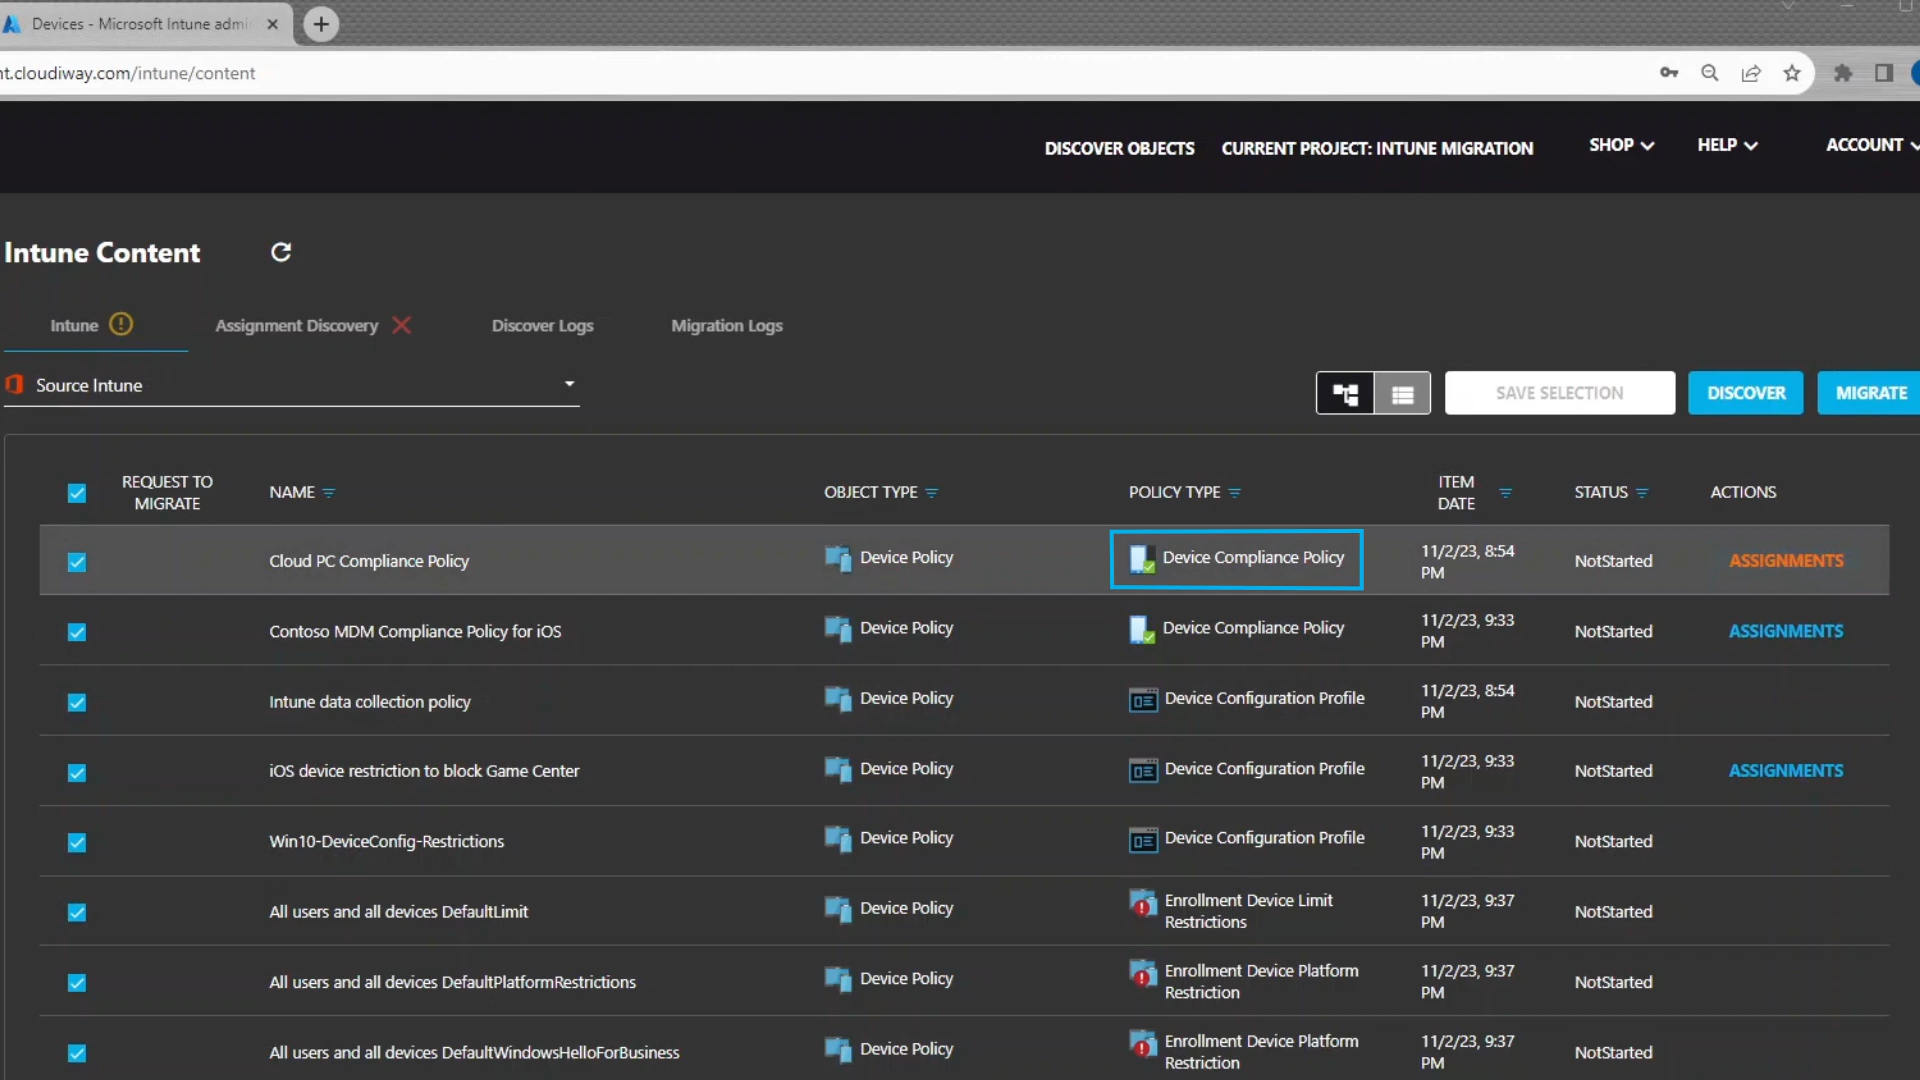 Devices - Microsoft Intune admi
nt.cloudiway.com/intune/content
DISCOVER OBJECTS CURRENT PROJECT: INTUNE MIGRATION SHOP HELP ACCOUNT
Intune Content
Intune Assignment Discovery Discover Logs Migration Logs
Source Intune
SAVE SELECTION DISCOVER MIGRATE
REQUEST TO
MIGRATE
NAME OBJECT TYPE POLICY TYPE
ITEM
DATE
STATUS ACTIONS
Cloud PC Compliance Policy Device Policy Device Compliance Policy 11/2/23, 8:54
PM
NotStarted ASSIGNMENTS
Contoso MDM Compliance Policy for iOS Device Policy Device Compliance Policy 11/2/23, 9:33
PM
NotStarted ASSIGNMENTS
Intune data collection policy Device Policy Device Configuration Profile 11/2/23, 8:54
PM
NotStarted
iOS device restriction to block Game Center Device Policy Device Configuration Profile 11/2/23, 9:33
PM
NotStarted ASSIGNMENTS
Win10-DeviceConfig-Restrictions Device Policy Device Configuration Profile 11/2/23, 9:33
PM
NotStarted
All users and all devices DefaultLimit Device Policy Enrollment Device Limit
Restrictions
11/2/23, 9:37
PM
NotStarted
All users and all devices DefaultPlatformRestrictions Device Policy Enrollment Device Platform
Restriction
11/2/23, 9:37
PM
NotStarted
All users and all devices DefaultWindowsHelloForBusiness Device Policy Enrollment Device Platform
Restriction
11/2/23, 9:37
PM
NotStarted